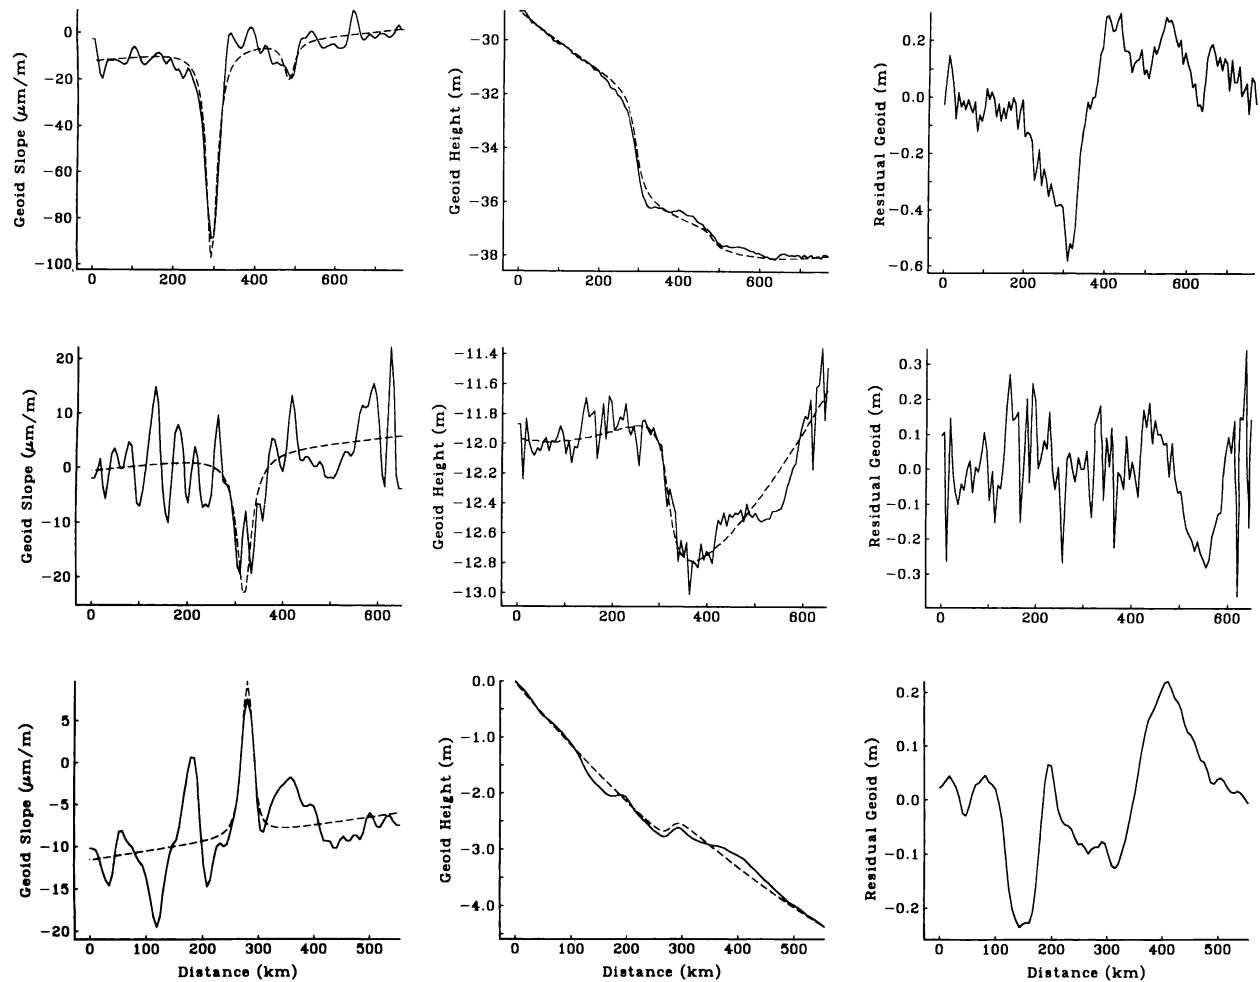 Geoid Slope (μm/m)
0
−20
−40
−60
−80
−100
0 200 400 600
Geoid Height (m)
−30
−32
−34
−36
−38
0 200 400 600
Residual Geoid (m)
0.2
0.0
−0.2
−0.4
−0.6
0 200 400 600
Geoid Slope (μm/m)
20
10
0
−10
−20
0 200 400 600
Geoid Height (m)
−11.4
−11.6
−11.8
−12.0
−12.2
−12.4
−12.6
−12.8
−13.0
0 200 400 600
Residual Geoid (m)
0.3
0.2
0.1
0.0
−0.1
−0.2
−0.3
0 200 400 600
Geoid Slope (μm/m)
5
0
−5
−10
−15
−20
0 100 200 300 400 500
Distance (km)
Geoid Height (m)
0.0
−1.0
−2.0
−3.0
−4.0
0 100 200 300 400 500
Distance (km)
Residual Geoid (m)
0.2
0.1
0.0
−0.1
−0.2
0 100 200 300 400 500
Distance (km)